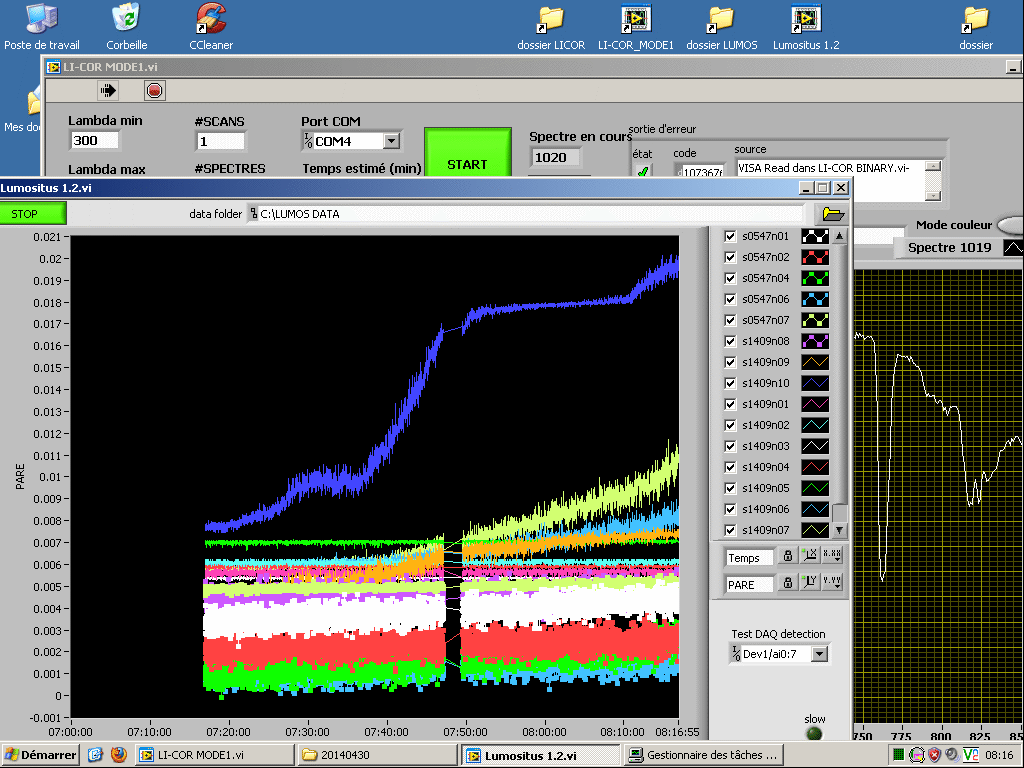 Poste de travail
Corbeille
CCleaner
dossier LICOR
LI-COR_MODE1
dossier LUMOS
Lumositus 1.2
dossier
LI-COR MODE1.vi
Lambda min
#SCANS
Port COM
300
1
COM4
START
Spectre en cours
1020
sortie d'erreur
état
code
source
VISA Read dans LI-COR BINARY.vi-
Lambda max
#SPECTRES
Temps estimé (min)
Lumositus 1.2.vi
STOP
data folder
C:\LUMOS DATA
Mode couleur
Spectre 1019
0.021
0.02
0.019
0.018
0.017
0.016
0.015
0.014
0.013
0.012
0.011
0.01
0.009
0.008
0.007
0.006
0.005
0.004
0.003
0.002
0.001
0
-0.001
PARE
07:00:00
07:10:00
07:20:00
07:30:00
07:40:00
07:50:00
08:00:00
08:10:00
08:16:55
s0547n01
s0547n02
s0547n04
s0547n06
s0547n07
s1409n08
s1409n09
s1409n10
s1409n01
s1409n02
s1409n03
s1409n04
s1409n05
s1409n06
s1409n07
Temps
PARE
Test DAQ detection
Dev1/ai0:7
slow
750
775
800
825
Démarrer
LI-COR MODE1.vi
20140430
Lumositus 1.2.vi
Gestionnaire des tâches ...
08:16